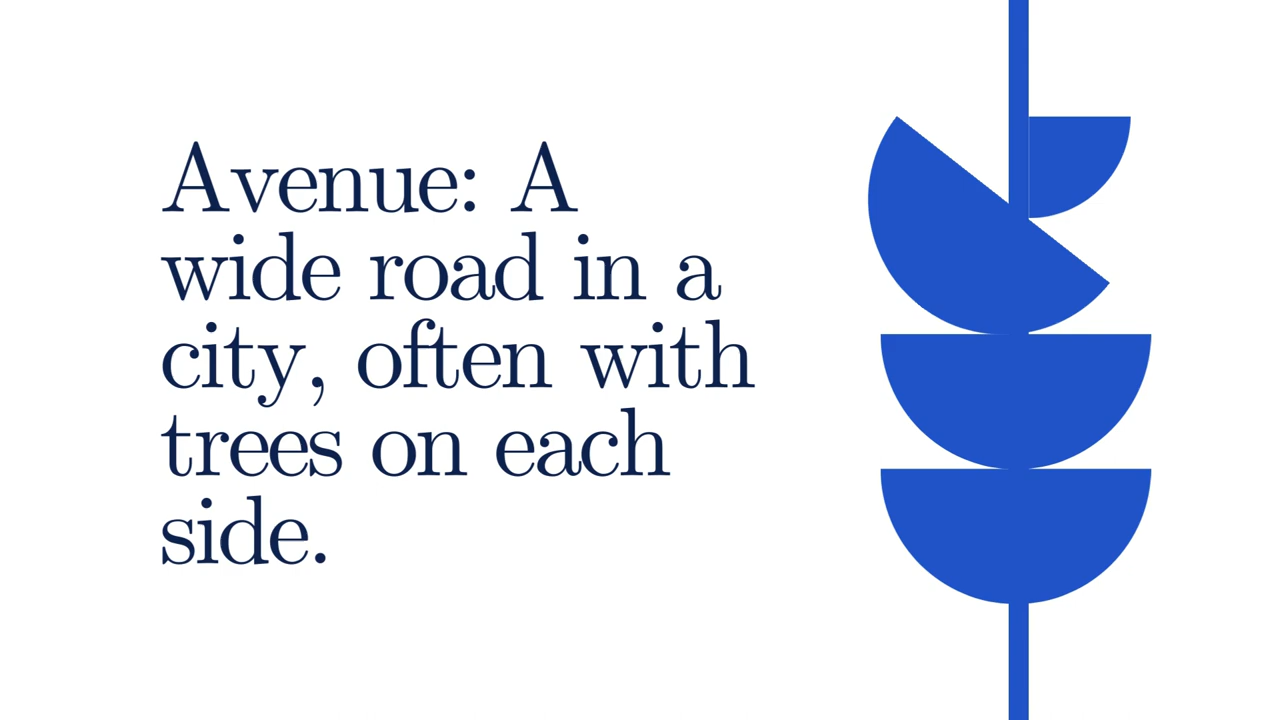 Avenue: A
wide road in a
city, often with
trees on each
side.